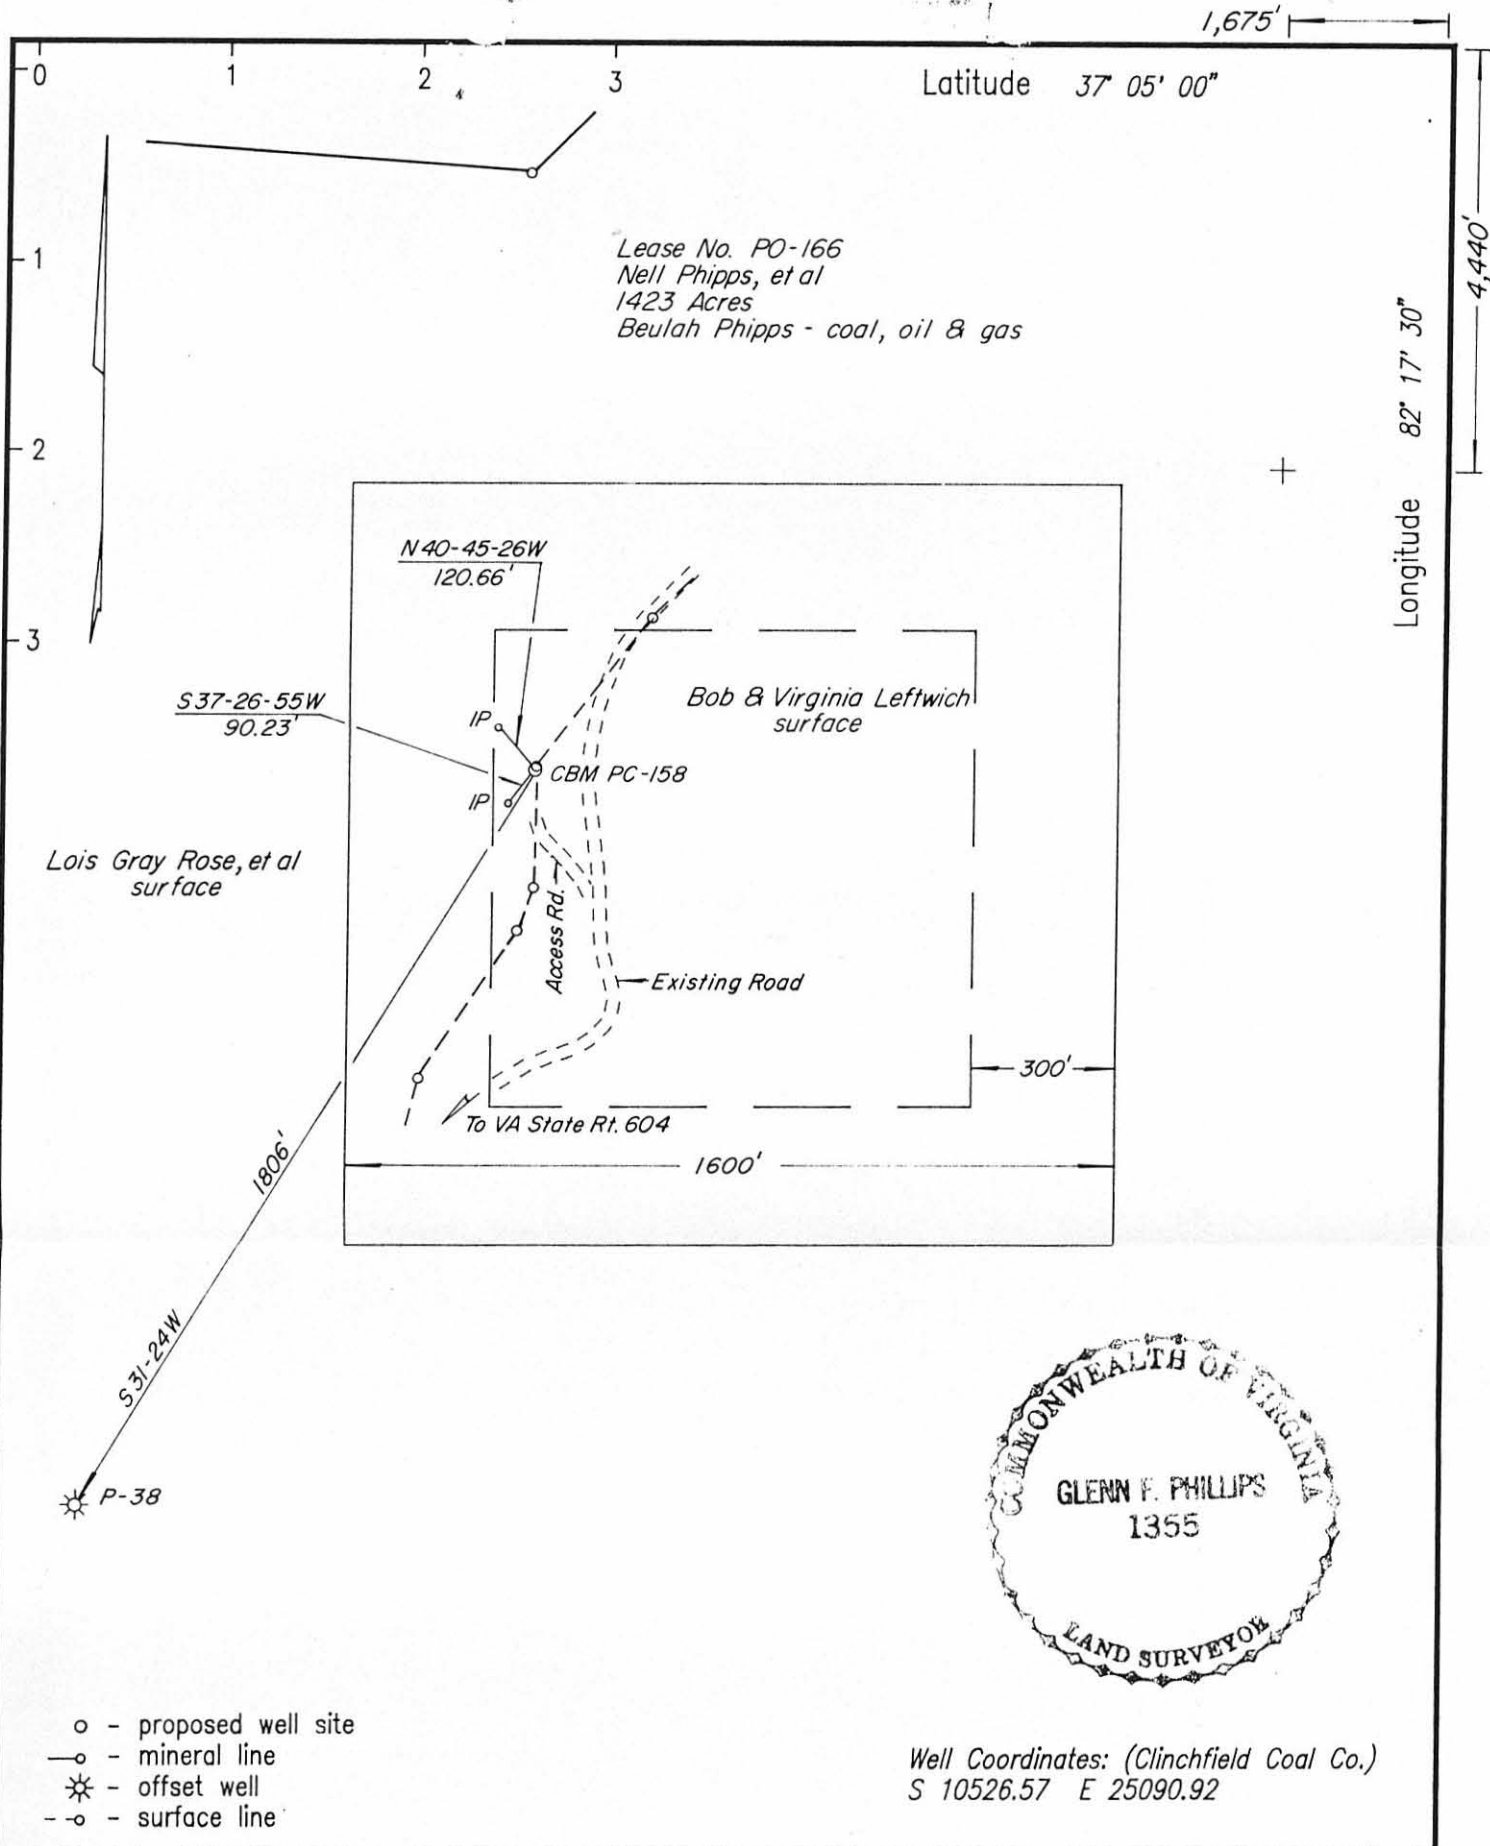 1,675'
0 1 2 3
Latitude 37° 05' 00"
4,440'
1
2
3
Lease No. PO-166
Nell Phipps, et al
1423 Acres
Beulah Phipps - coal, oil & gas
Longitude 82° 17' 30"
N40-45-26W
120.66'
S37-26-55W
90.23'
IP
IP
CBM PC-158
Bob & Virginia Leftwich
surface
Lois Gray Rose, et al
surface
Access Rd.
Existing Road
300'
To VA State Rt. 604
1600'
1806'
S31-24W
P-38
COMMONWEALTH OF VIRGINIA
GLENN F. PHILLIPS
1355
LAND SURVEYOR
- proposed well site
- mineral line
- offset well
- surface line
Well Coordinates: (Clinchfield Coal Co.)
S 10526.57 E 25090.92